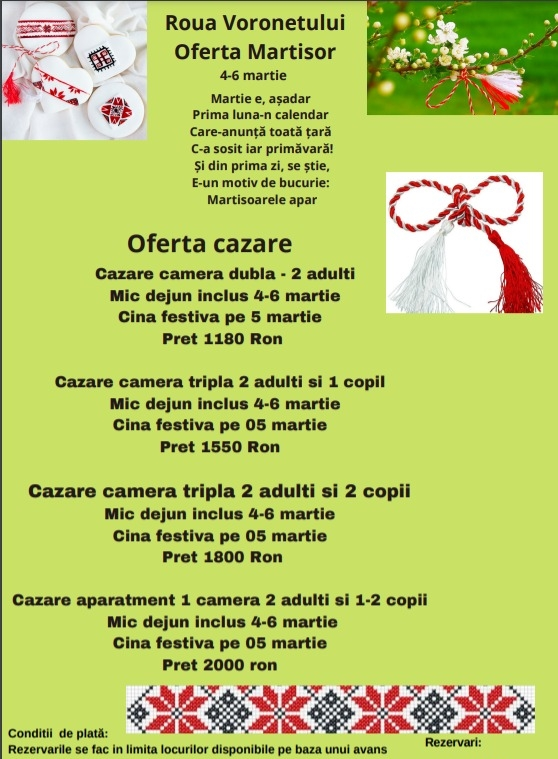 Roua Voronetului
Oferta Martisor
4-6 martie
Martie e, așadar
Prima luna-n calendar
Care-anunță toată țară
C-a sosit iar primăvară!
Și din prima zi, se știe,
E-un motiv de bucurie:
Martisoarele apar
Oferta cazare
Cazare camera dubla - 2 adulti
Mic dejun inclus 4-6 martie
Cina festiva pe 5 martie
Pret 1180 Ron
Cazare camera tripla 2 adulti si 1 copil
Mic dejun inclus 4-6 martie
Cina festiva pe 05 martie
Pret 1550 Ron
Cazare camera tripla 2 adulti si 2 copii
Mic dejun inclus 4-6 martie
Cina festiva pe 05 martie
Pret 1800 Ron
Cazare aparatment 1 camera 2 adulti si 1-2 copii
Mic dejun inclus 4-6 martie
Cina festiva pe 05 martie
Pret 2000 ron
Conditii de plată:
Rezervarile se fac in limita locurilor disponibile pe baza unui avans
Rezervari: